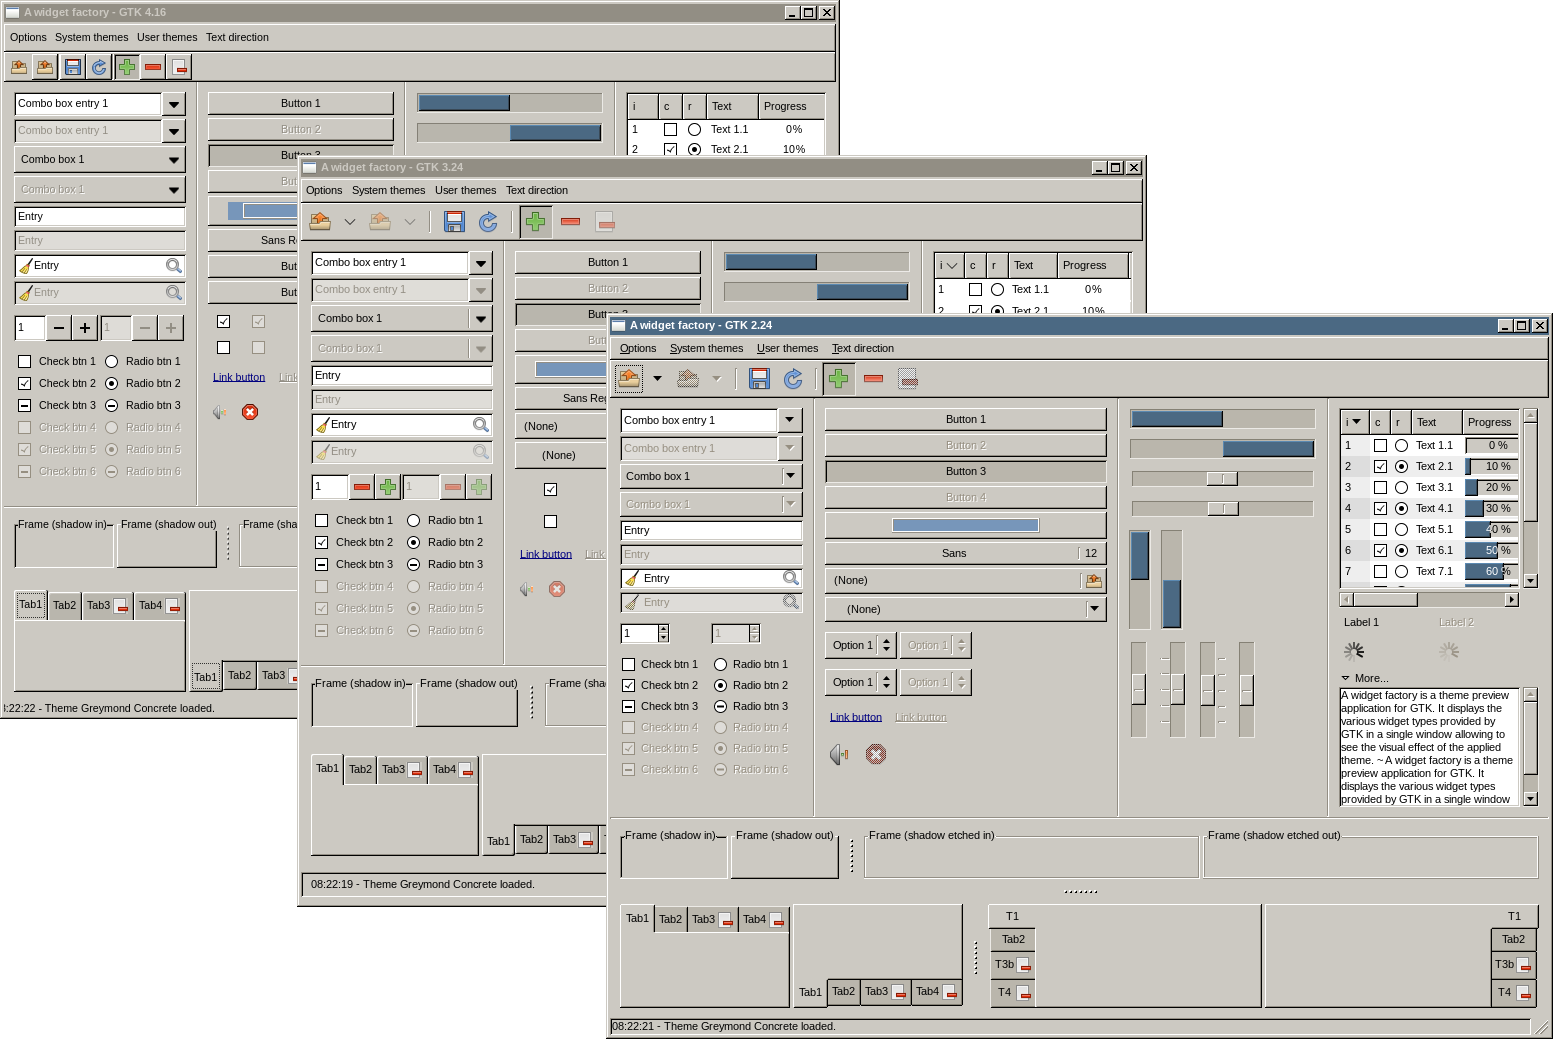 A widget factory - GTK 4.16
Options System themes User themes Text direction
Combo box entry 1
Combo box entry 1
Combo box 1
Combo box 1
Entry
Entry
Entry
Entry
1 1
Check btn 1 Radio btn 1
Check btn 2 Radio btn 2
Check btn 3 Radio btn 3
Check btn 4 Radio btn 4
Check btn 5 Radio btn 5
Check btn 6 Radio btn 6
Button 1
Button 2
Link button
i c r Text Progress
1 Text 1.1 0%
2 Text 2.1 10%
Frame (shadow in) Frame (shadow out)
Tab1 Tab2 Tab3 Tab4
Tab1 Tab2 Tab3
:22:22 - Theme Greymond Concrete loaded.
A widget factory - GTK 3.24
Options System themes User themes Text direction
Combo box entry 1
Combo box entry 1
Combo box 1
Combo box 1
Entry
Entry
Entry
Entry
1 1
Check btn 1 Radio btn 1
Check btn 2 Radio btn 2
Check btn 3 Radio btn 3
Check btn 4 Radio btn 4
Check btn 5 Radio btn 5
Check btn 6 Radio btn 6
Button 1
Button 2
(None)
(None)
Link button
i c r Text Progress
1 Text 1.1 0%
2 Text 2.1 10%
Frame (shadow in) Frame (shadow out)
Tab1 Tab2 Tab3 Tab4
Tab1 Tab2 Tab3
08:22:19 - Theme Greymond Concrete loaded.
A widget factory - GTK 2.24
Options System themes User themes Text direction
Combo box entry 1
Combo box entry 1
Combo box 1
Combo box 1
Entry
Entry
Entry
Entry
1 1
Check btn 1 Radio btn 1
Check btn 2 Radio btn 2
Check btn 3 Radio btn 3
Check btn 4 Radio btn 4
Check btn 5 Radio btn 5
Check btn 6 Radio btn 6
Button 1
Button 2
Button 3
Button 4
Sans 12
(None)
(None)
Option 1 Option 1
Option 1 Option 1
Link button Link button
i c r Text Progress
1 Text 1.1 0 %
2 Text 2.1 10 %
3 Text 3.1 20 %
4 Text 4.1 30 %
5 Text 5.1 40 %
6 Text 6.1 50 %
7 Text 7.1 60 %
Label 1 Label 2
More...
A widget factory is a theme preview
application for GTK. It displays the
various widget types provided by
GTK in a single window allowing to
see the visual effect of the applied
theme. ~ A widget factory is a theme
preview application for GTK. It
displays the various widget types
provided by GTK in a single window
Frame (shadow in) Frame (shadow out) Frame (shadow etched in) Frame (shadow etched out)
Tab1 Tab2 Tab3 Tab4
Tab1 Tab2 Tab3 Tab4
T1
Tab2
T3b
T4
T1
Tab2
T3b
T4
08:22:21 - Theme Greymond Concrete loaded.